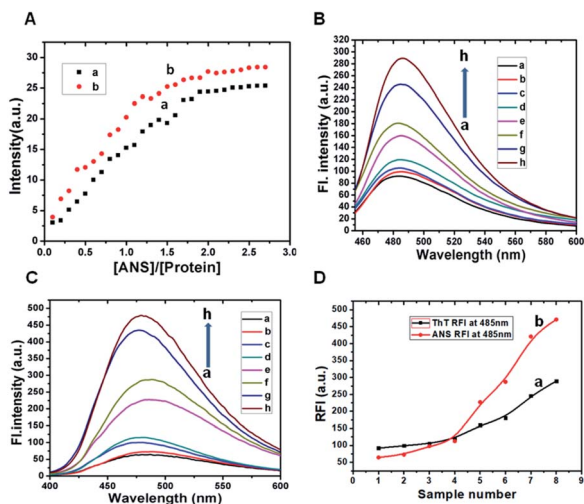 A
Intensity(a.u.)
30
25
20
15
10
5
0
a
b
b
a
0.0 0.5 1.0 1.5 2.0 2.5 3.0
[ANS]/[Protein]
B
Fl. intensity (a.u.)
320
300
280
260
240
220
200
180
160
140
120
100
80
60
40
20
0
h
a
a
b
c
d
e
f
g
h
460 480 500 520 540 560 580 600
Wavelength (nm)
C
Fl.intensity (a.u.)
500
450
400
350
300
250
200
150
100
50
0
h
a
a
b
c
d
e
f
g
h
400 450 500 550 600
Wavelength (nm)
D
RFI (a.u.)
500
450
400
350
300
250
200
150
100
50
ThT RFI at 485nm
ANS RFI at 485nm
b
a
0 1 2 3 4 5 6 7 8 9
Sample number